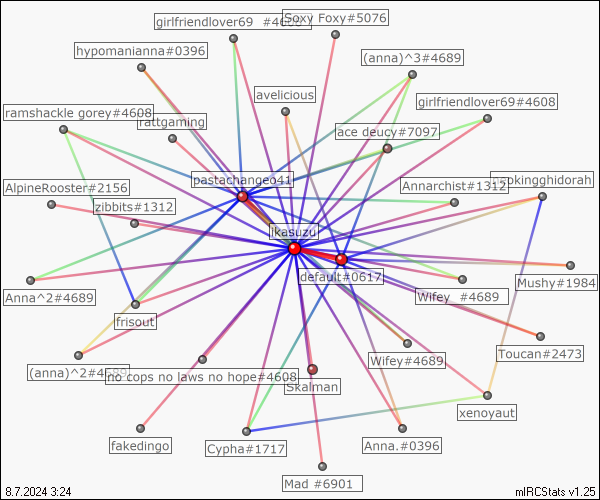 girlfriendlover69 #4608
Soxy Foxy#5076
hypomanianna#0396
(anna)^3#4689
avelicious
girlfriendlover69#4608
ramshackle gorey#4608
rattgaming
ace deucy#7097
pastachangeo41
AlpineRooster#2156
Annarchist#1312
zibbits#1312
ikasuzu
default#0617
Anna^2#4689
Wifey #4689
Mushy#1984
frisout
Toucan#2473
(anna)^2#4689
Wifey#4689
no cops no laws no hope#4608
Skalman
xenoyaut
fakedingo
Cypha#1717
Anna.#0396
Mad #6901
8.7.2024 3:24
mIRCStats v1.25